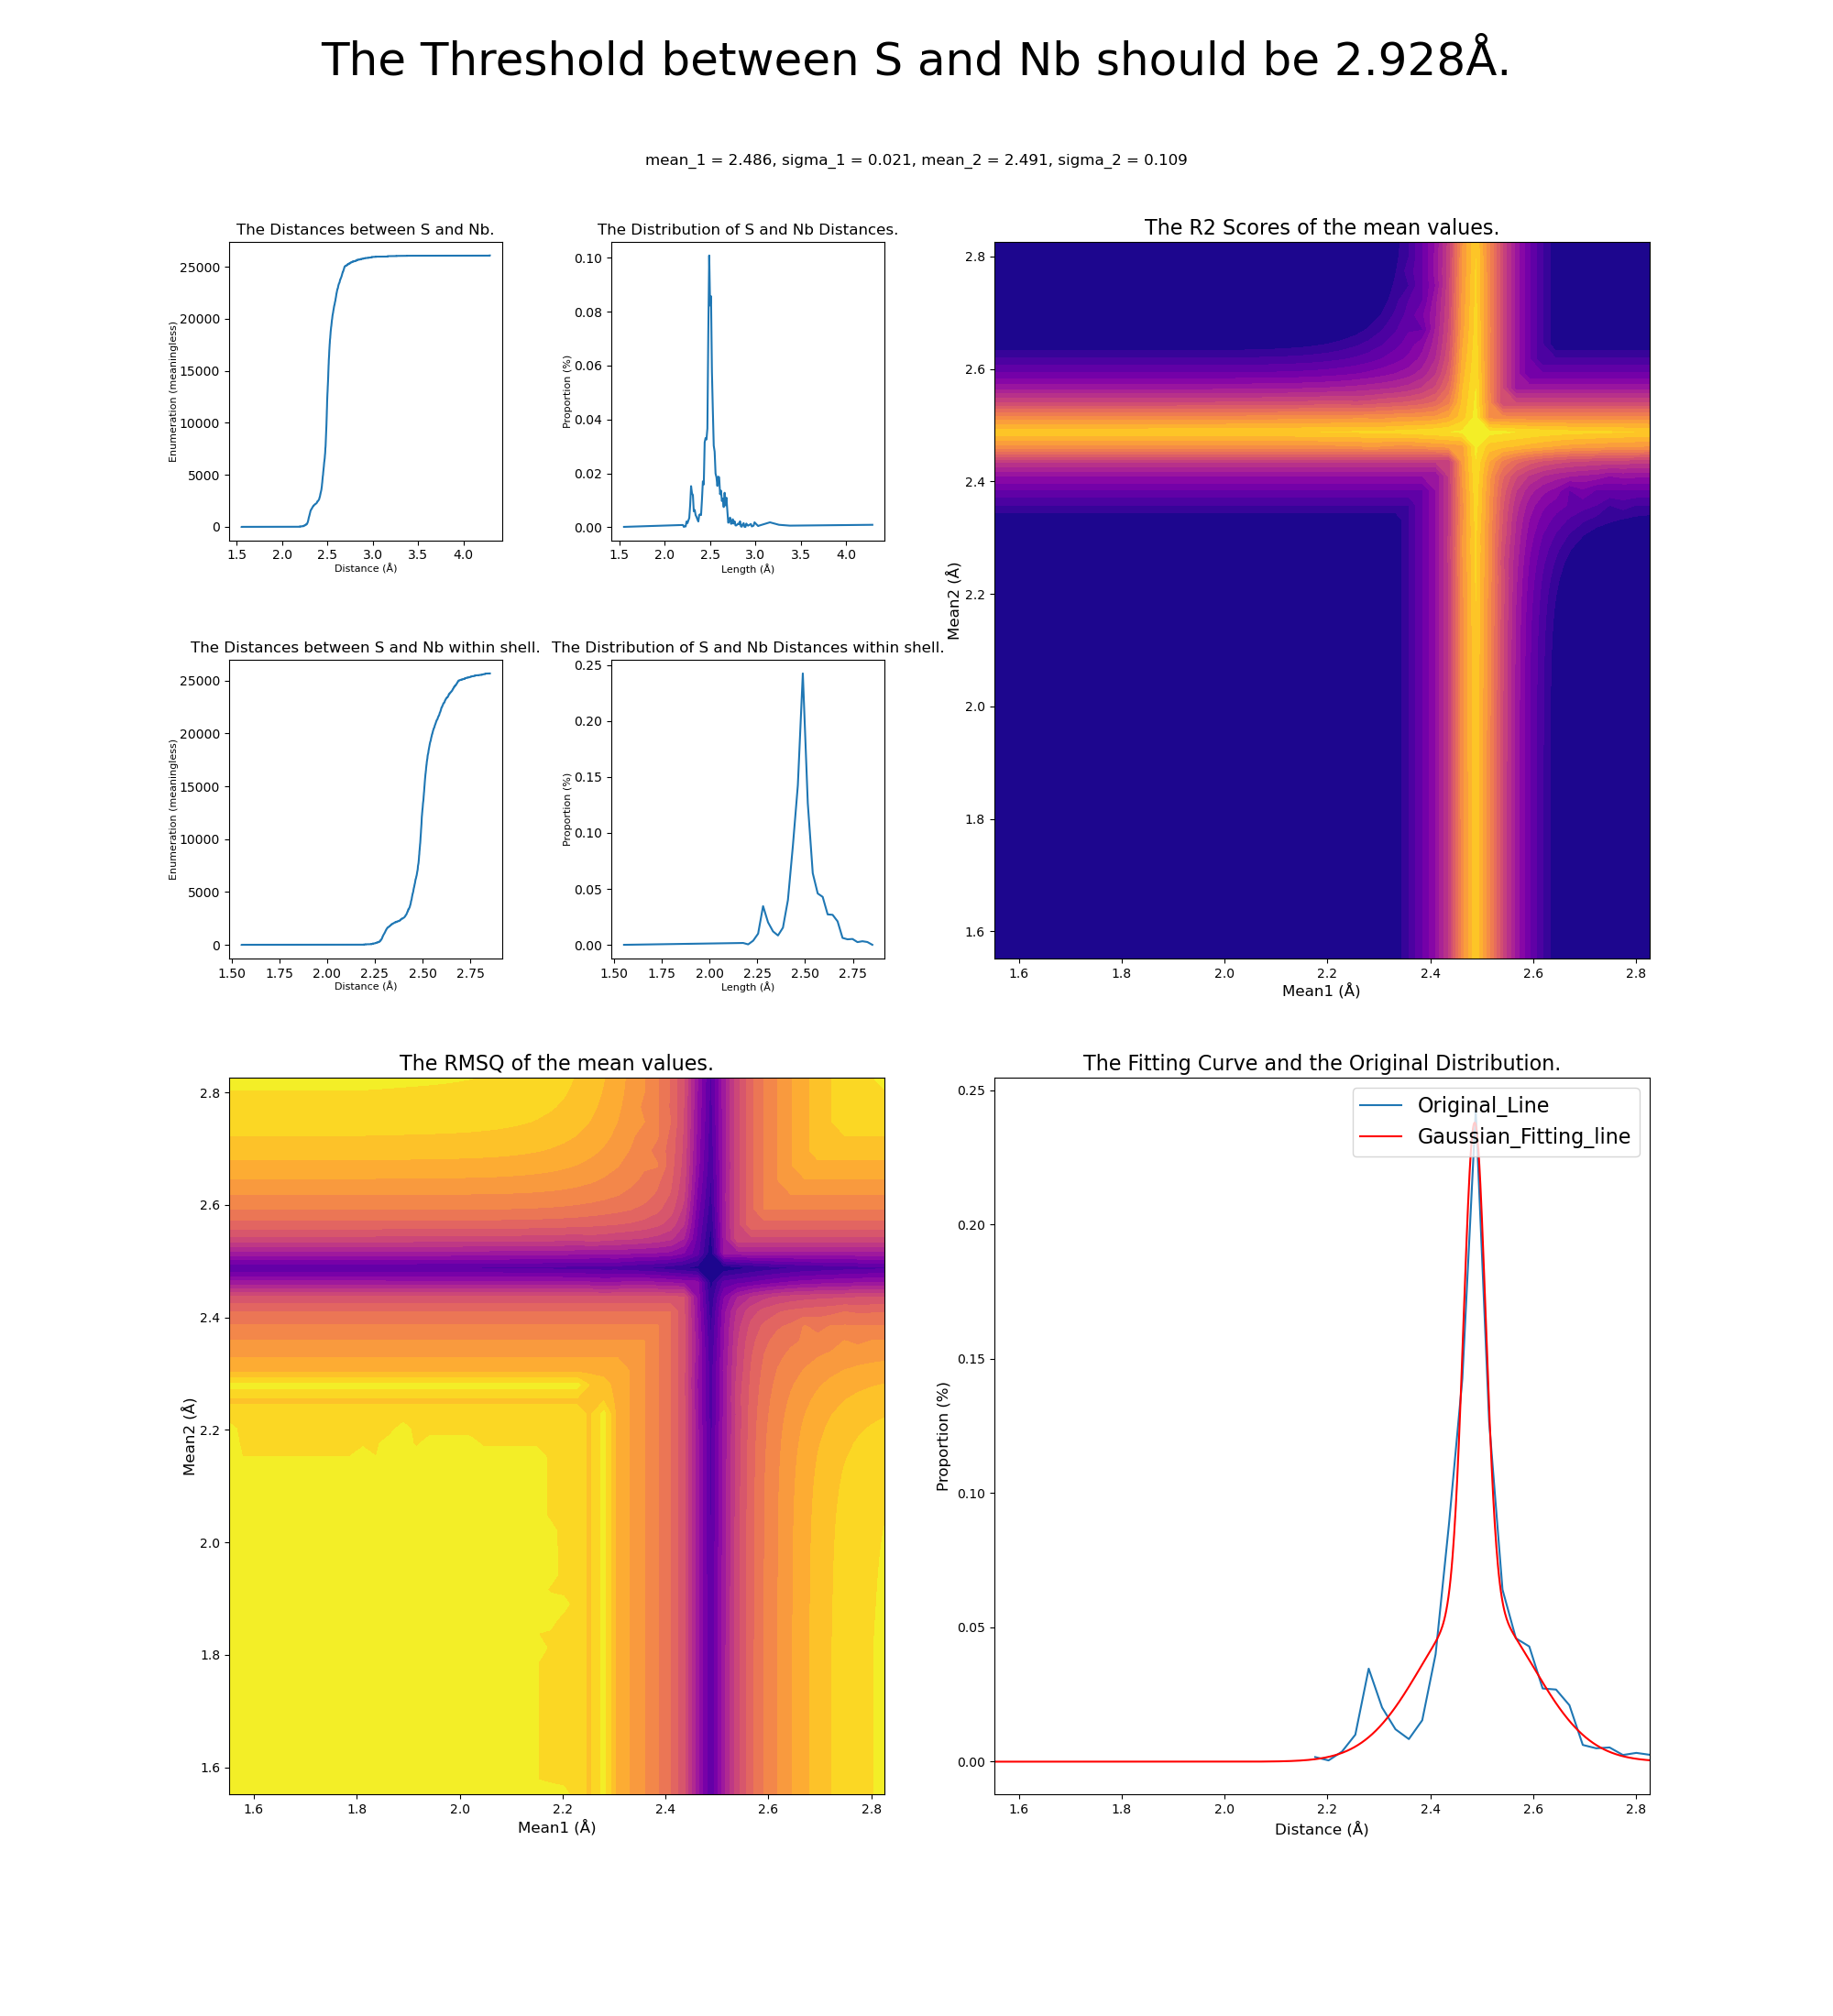 The Threshold between S and Nb should be 2.928Å.
mean_1 = 2.486, sigma_1 = 0.021, mean_2 = 2.491, sigma_2 = 0.109
The Distances between S and Nb.
Enumeration (meaningless)
25000
20000
15000
10000
5000
0
1.5 2.0 2.5 3.0 3.5 4.0
Distance (Å)
The Distribution of S and Nb Distances.
Proportion (%)
0.10
0.08
0.06
0.04
0.02
0.00
1.5 2.0 2.5 3.0 3.5 4.0
Length (Å)
The R2 Scores of the mean values.
Mean2 (Å)
2.8
2.6
2.4
2.2
2.0
1.8
1.6
1.6 1.8 2.0 2.2 2.4 2.6 2.8
Mean1 (Å)
The Distances between S and Nb within shell.
Enumeration (meaningless)
25000
20000
15000
10000
5000
0
1.50 1.75 2.00 2.25 2.50 2.75
Distance (Å)
The Distribution of S and Nb Distances within shell.
Proportion (%)
0.25
0.20
0.15
0.10
0.05
0.00
1.50 1.75 2.00 2.25 2.50 2.75
Length (Å)
The RMSQ of the mean values.
Mean2 (Å)
2.8
2.6
2.4
2.2
2.0
1.8
1.6
1.6 1.8 2.0 2.2 2.4 2.6 2.8
Mean1 (Å)
The Fitting Curve and the Original Distribution.
Original_Line
Gaussian_Fitting_line
Proportion (%)
0.25
0.20
0.15
0.10
0.05
0.00
1.6 1.8 2.0 2.2 2.4 2.6 2.8
Distance (Å)